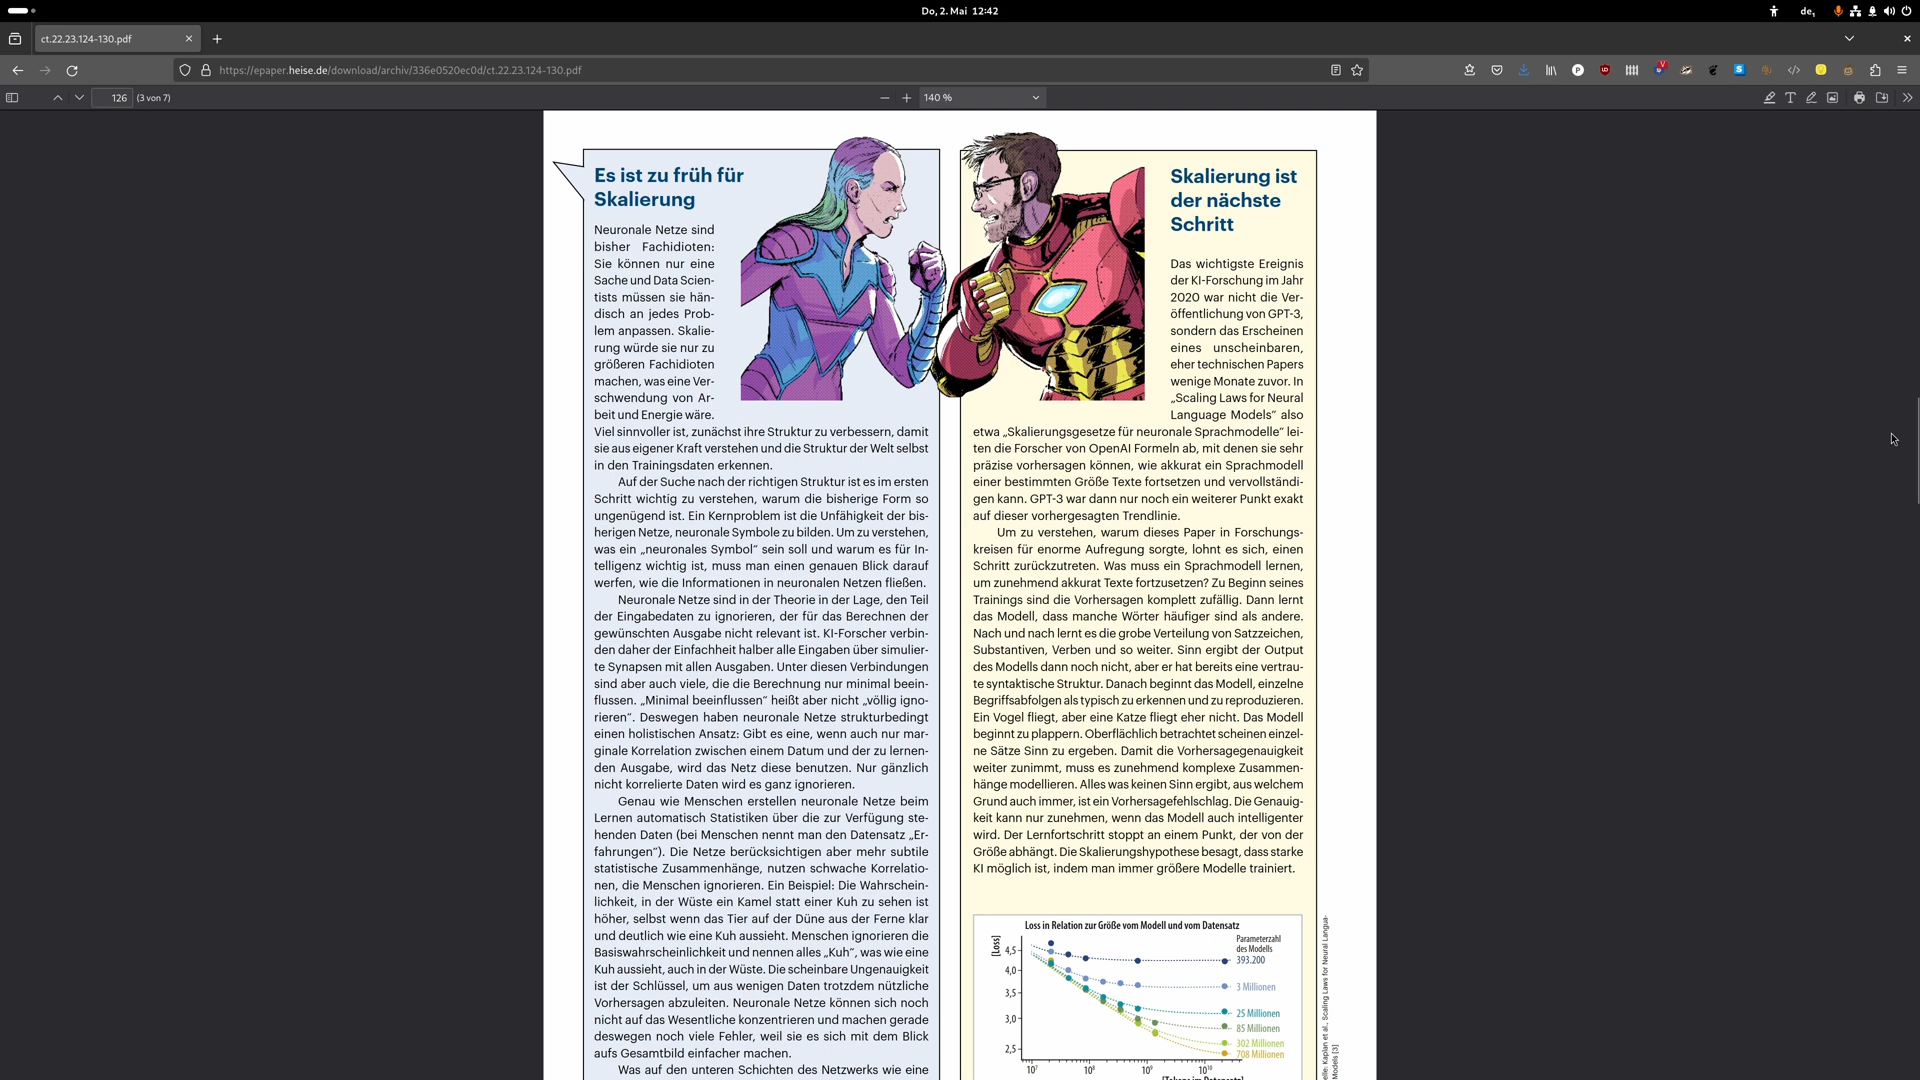 Do, 2. Mai 12:42
de₁
ct.22.23.124-130.pdf
https://epaper.heise.de/download/archiv/336e0520ec0d/ct.22.23.124-130.pdf
126 (3 von 7)
140 %
Es ist zu früh für
Skalierung
Neuronale Netze sind
bisher Fachidioten:
Sie können nur eine
Sache und Data Scien-
tists müssen sie hän-
disch an jedes Prob-
lem anpassen. Skalie-
rung würde sie nur zu
größeren Fachidioten
machen, was eine Ver-
schwendung von Ar-
beit und Energie wäre.
Viel sinnvoller ist, zunächst ihre Struktur zu verbessern, damit
sie aus eigener Kraft verstehen und die Struktur der Welt selbst
in den Trainingsdaten erkennen.
Auf der Suche nach der richtigen Struktur ist es im ersten
Schritt wichtig zu verstehen, warum die bisherige Form so
ungenügend ist. Ein Kernproblem ist die Unfähigkeit der bis-
herigen Netze, neuronale Symbole zu bilden. Um zu verstehen,
was ein „neuronales Symbol“ sein soll und warum es für In-
telligenz wichtig ist, muss man einen genauen Blick darauf
werfen, wie die Informationen in neuronalen Netzen fließen.
Neuronale Netze sind in der Theorie in der Lage, den Teil
der Eingabedaten zu ignorieren, der für das Berechnen der
gewünschten Ausgabe nicht relevant ist. KI-Forscher verbin-
den daher der Einfachheit halber alle Eingaben über simulier-
te Synapsen mit allen Ausgaben. Unter diesen Verbindungen
sind aber auch viele, die die Berechnung nur minimal beein-
flussen. „Minimal beeinflussen“ heißt aber nicht „völlig igno-
rieren“. Deswegen haben neuronale Netze strukturbedingt
einen holistischen Ansatz: Gibt es eine, wenn auch nur mar-
ginale Korrelation zwischen einem Datum und der zu lernen-
den Ausgabe, wird das Netz diese benutzen. Nur gänzlich
nicht korrelierte Daten wird es ganz ignorieren.
Genau wie Menschen erstellen neuronale Netze beim
Lernen automatisch Statistiken über die zur Verfügung ste-
henden Daten (bei Menschen nennt man den Datensatz „Er-
fahrungen“). Die Netze berücksichtigen aber mehr subtile
statistische Zusammenhänge, nutzen schwache Korrelatio-
nen, die Menschen ignorieren. Ein Beispiel: Die Wahrschein-
lichkeit, in der Wüste ein Kamel statt einer Kuh zu sehen ist
höher, selbst wenn das Tier auf der Düne aus der Ferne klar
und deutlich wie eine Kuh aussieht. Menschen ignorieren die
Basiswahrscheinlichkeit und nennen alles „Kuh“, was wie eine
Kuh aussieht, auch in der Wüste. Die scheinbare Ungenauigkeit
ist der Schlüssel, um aus wenigen Daten trotzdem nützliche
Vorhersagen abzuleiten. Neuronale Netze können sich noch
nicht auf das Wesentliche konzentrieren und machen gerade
deswegen noch viele Fehler, weil sie es sich mit dem Blick
aufs Gesamtbild einfacher machen.
Was auf den unteren Schichten des Netzwerks wie eine
Skalierung ist
der nächste
Schritt
Das wichtigste Ereignis
der KI-Forschung im Jahr
2020 war nicht die Ver-
öffentlichung von GPT-3,
sondern das Erscheinen
eines unscheinbaren,
eher technischen Papers
wenige Monate zuvor. In
„Scaling Laws for Neural
Language Models“ also
etwa „Skalierungsgesetze für neuronale Sprachmodelle“ lei-
ten die Forscher von OpenAI Formeln ab, mit denen sie sehr
präzise vorhersagen können, wie akkurat ein Sprachmodell
einer bestimmten Größe Texte fortsetzen und vervollständi-
gen kann. GPT-3 war dann nur noch ein weiterer Punkt exakt
auf dieser vorhergesagten Trendlinie.
Um zu verstehen, warum dieses Paper in Forschungs-
kreisen für enorme Aufregung sorgte, lohnt es sich, einen
Schritt zurückzutreten. Was muss ein Sprachmodell lernen,
um zunehmend akkurat Texte fortzusetzen? Zu Beginn seines
Trainings sind die Vorhersagen komplett zufällig. Dann lernt
das Modell, dass manche Wörter häufiger sind als andere.
Nach und nach lernt es die grobe Verteilung von Satzzeichen,
Substantiven, Verben und so weiter. Sinn ergibt der Output
des Modells dann noch nicht, aber er hat bereits eine vertrau-
te syntaktische Struktur. Danach beginnt das Modell, einzelne
Begriffsabfolgen als typisch zu erkennen und zu reproduzieren.
Ein Vogel fliegt, aber eine Katze fliegt eher nicht. Das Modell
beginnt zu plappern. Oberflächlich betrachtet scheinen einzel-
ne Sätze Sinn zu ergeben. Damit die Vorhersagegenauigkeit
weiter zunimmt, muss es zunehmend komplexe Zusammen-
hänge modellieren. Alles was keinen Sinn ergibt, aus welchem
Grund auch immer, ist ein Vorhersagefehlschlag. Die Genauig-
keit kann nur zunehmen, wenn das Modell auch intelligenter
wird. Der Lernfortschritt stoppt an einem Punkt, der von der
Größe abhängt. Die Skalierungshypothese besagt, dass starke
KI möglich ist, indem man immer größere Modelle trainiert.
Loss in Relation zur Größe vom Modell und vom Datensatz
[Loss]
4,5
4,0
3,5
3,0
2,5
Parameterzahl
des Modells
393.200
3 Millionen
25 Millionen
85 Millionen
302 Millionen
708 Millionen
10⁷ 10⁸ 10⁹ 10¹⁰
[Tokens im Datensatz]
elle: Kaplan et al., Scaling Laws for Neural Langua-
Models [3]